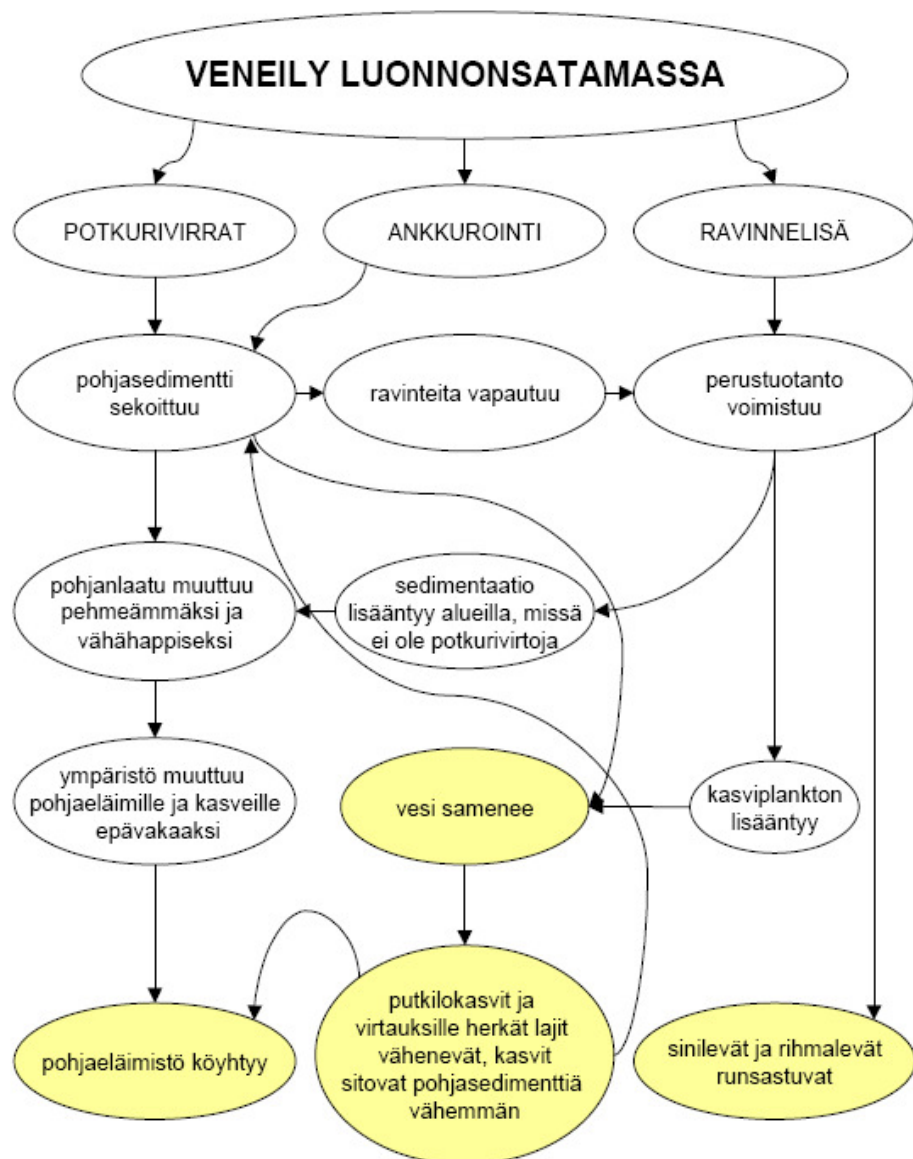 VENEILY LUONNONSATAMASSA
POTKURIVIRRAT
ANKKUROINTI
RAVINNELISÄ
pohjasedimentti
sekoittuu
ravinteita vapautuu
perustuotanto
voimistuu
pohjanlaatu muuttuu
pehmeämmäksi ja
vähähappiseksi
sedimentaatio
lisääntyy alueilla, missä
ei ole potkurivirtoja
ympäristö muuttuu
pohjaeläimille ja kasveille
epävakaaksi
vesi samenee
kasviplankton
lisääntyy
pohjaeläimistö köyhtyy
putkilokasvit ja
virtauksille herkät lajit
vähenevät, kasvit
sitovat pohjasedimenttiä
vähemmän
sinilevät ja rihmalevät
runsastuvat